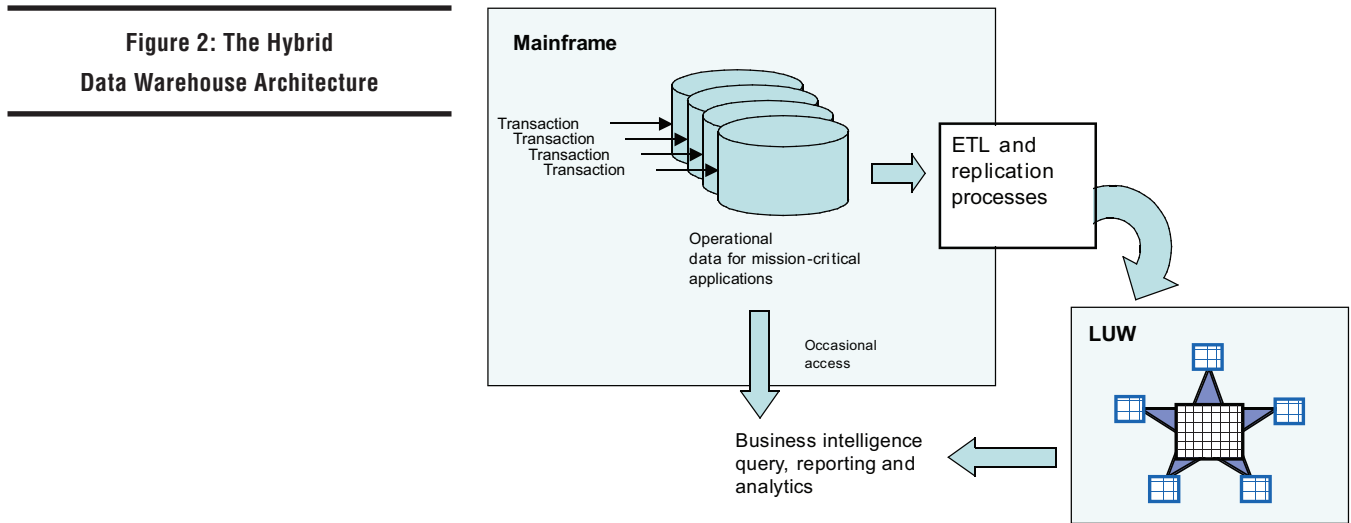 Figure 2: The Hybrid
Data Warehouse Architecture
Mainframe
Transaction
Transaction
Transaction
Transaction
Operational
data for mission-critical
applications
ETL and
replication
processes
Occasional
access
LUW
Business intelligence
query, reporting and
analytics